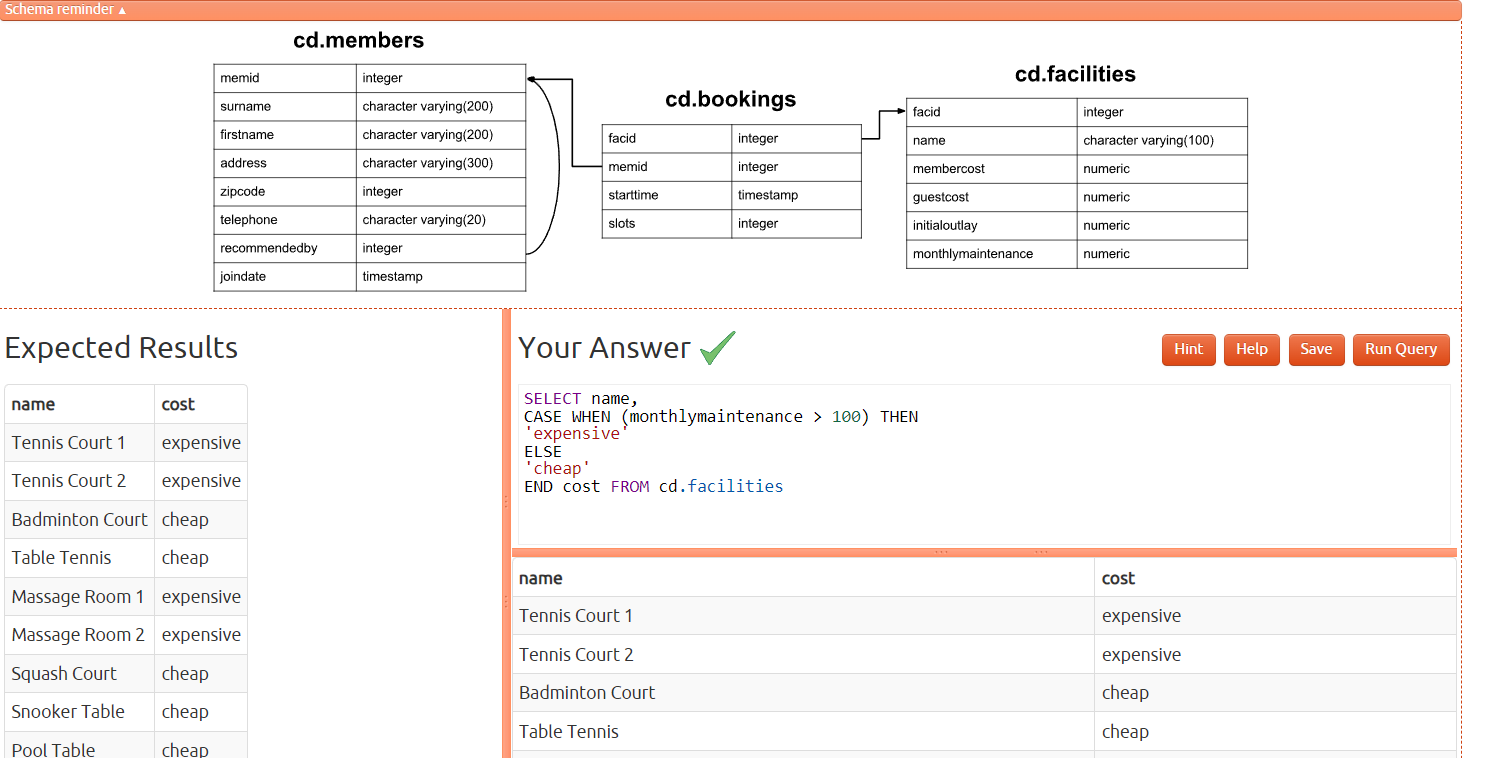 Schema reminder ▲
cd.members
memid integer
surname character varying(200)
firstname character varying(200)
address character varying(300)
zipcode integer
telephone character varying(20)
recommendedby integer
joindate timestamp
cd.bookings
facid integer
memid integer
starttime timestamp
slots integer
cd.facilities
facid integer
name character varying(100)
membercost numeric
guestcost numeric
initialoutlay numeric
monthlymaintenance numeric
Expected Results
name cost
Tennis Court 1 expensive
Tennis Court 2 expensive
Badminton Court cheap
Table Tennis cheap
Massage Room 1 expensive
Massage Room 2 expensive
Squash Court cheap
Snooker Table cheap
Pool Table cheap
Your Answer
Hint Help Save Run Query
SELECT name,
CASE WHEN (monthlymaintenance > 100) THEN
'expensive'
ELSE
'cheap'
END cost FROM cd.facilities
name cost
Tennis Court 1 expensive
Tennis Court 2 expensive
Badminton Court cheap
Table Tennis cheap